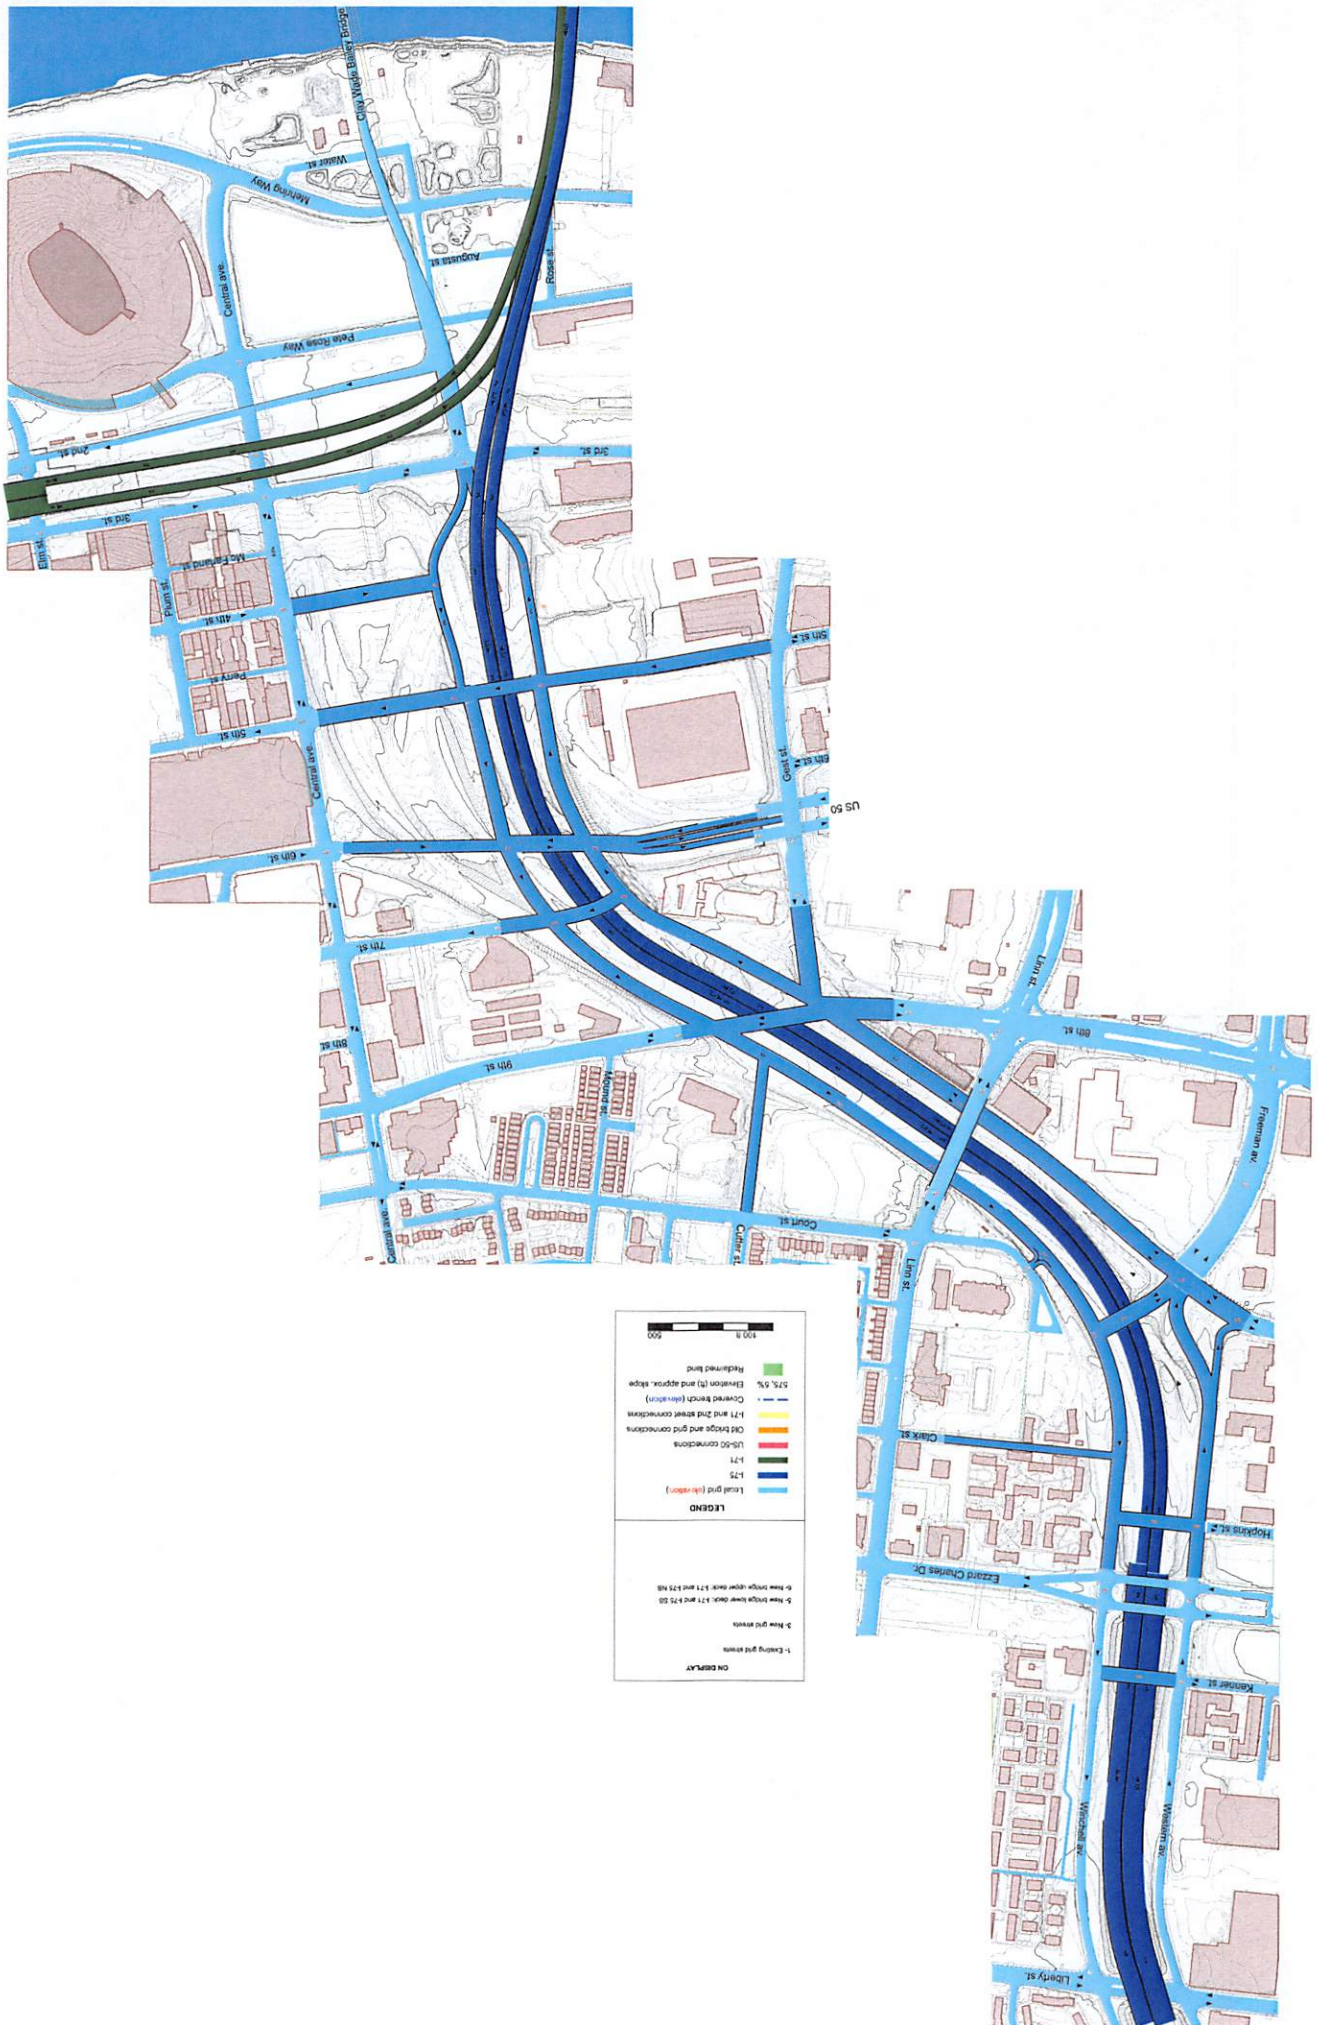 Clay Wade Bailey Bridge
Water st.
Mehring Way
Augusta st.
Rose st.
Central ave.
Pete Rose Way
2nd st.
3rd st.
3rd st.
Elm st.
Mc Farland st
Plum st.
4th st.
Perry st
5th st.
5th st.
Central ave.
Gest st.
6th st.
6th st.
US 50
7th st.
Linn st.
8th st.
8th st.
9th st.
Mound st.
Freeman av.
Central ave.
Cutter st.
Court st.
Linn st.
Clark st.
Hopkins st.
Ezzard Charles Dr.
Kenner st.
Winchell av.
Western av.
Liberty st.
ON DISPLAY
1- Existing grid streets
3- New grid streets
5- New bridge lower deck: I-71 and I-75 SB
6- New bridge upper deck: I-71 and I-75 NB
LEGEND
Local grid (elevation)
I-75
I-71
US-50 connections
Old bridge and grid connections
I-71 and 2nd street connections
Covered trench (elevation)
575, 5% Elevation (ft) and approx. slope
Reclaimed land
100 ft 500